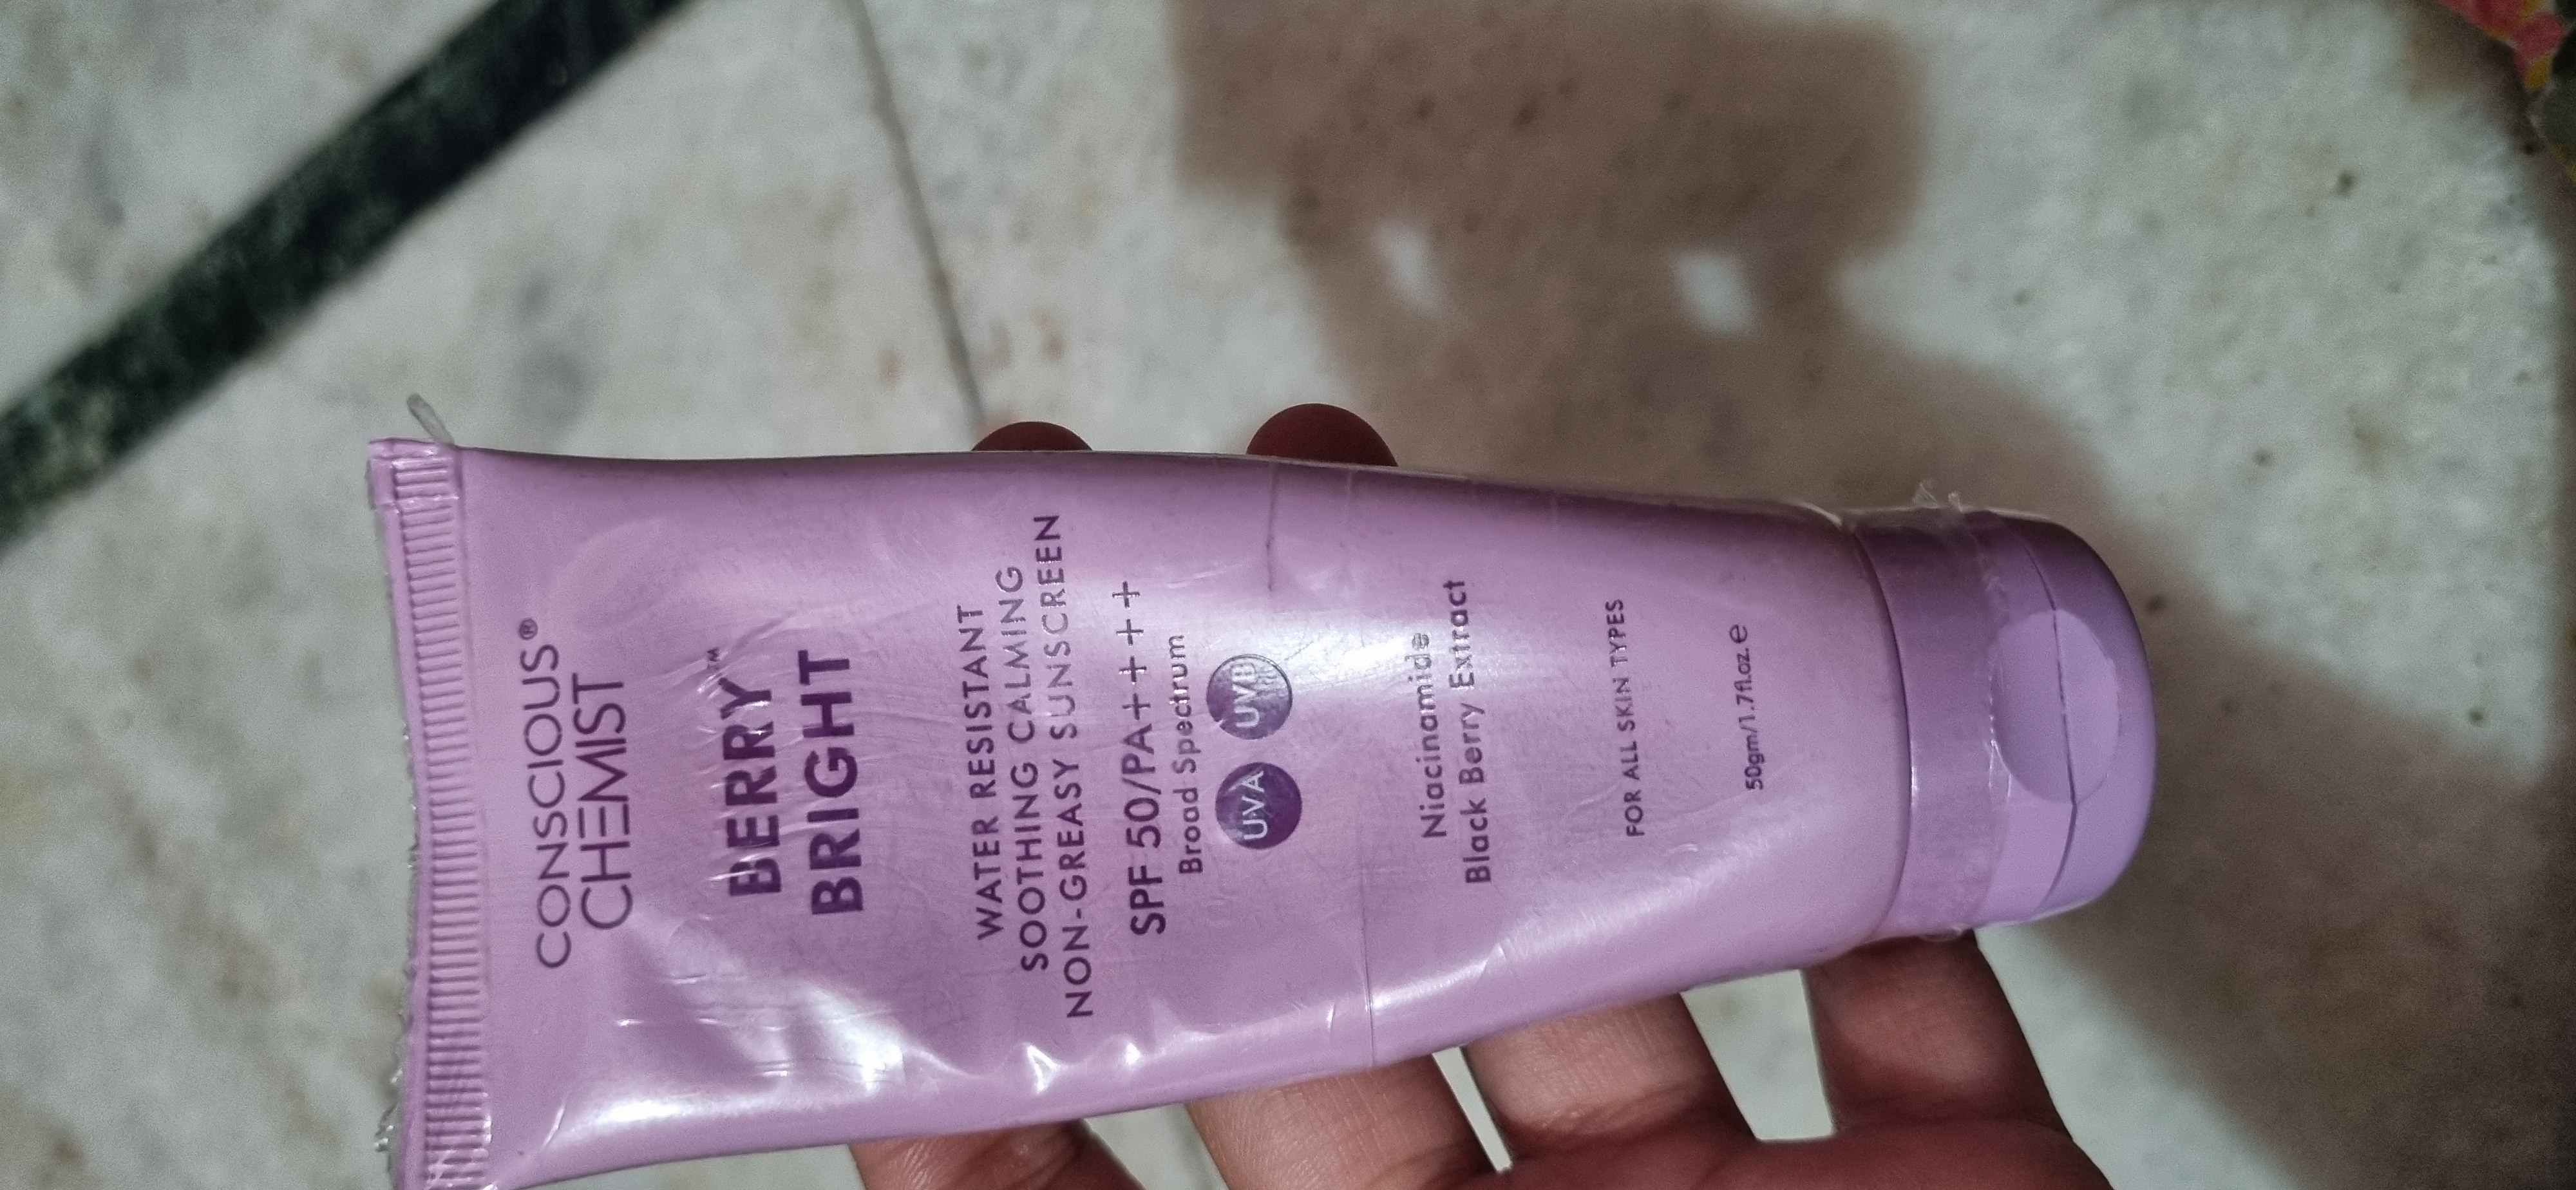 CONSCIOUS®
CHEMIST
BERRY™
BRIGHT
WATER RESISTANT
SOOTHING CALMING
NON-GREASY SUNSCREEN
SPF 50/PA++++
Broad Spectrum
UVA UVB
Niacinamide
Black Berry Extract
FOR ALL SKIN TYPES
50gm/1.7fl.oz.e